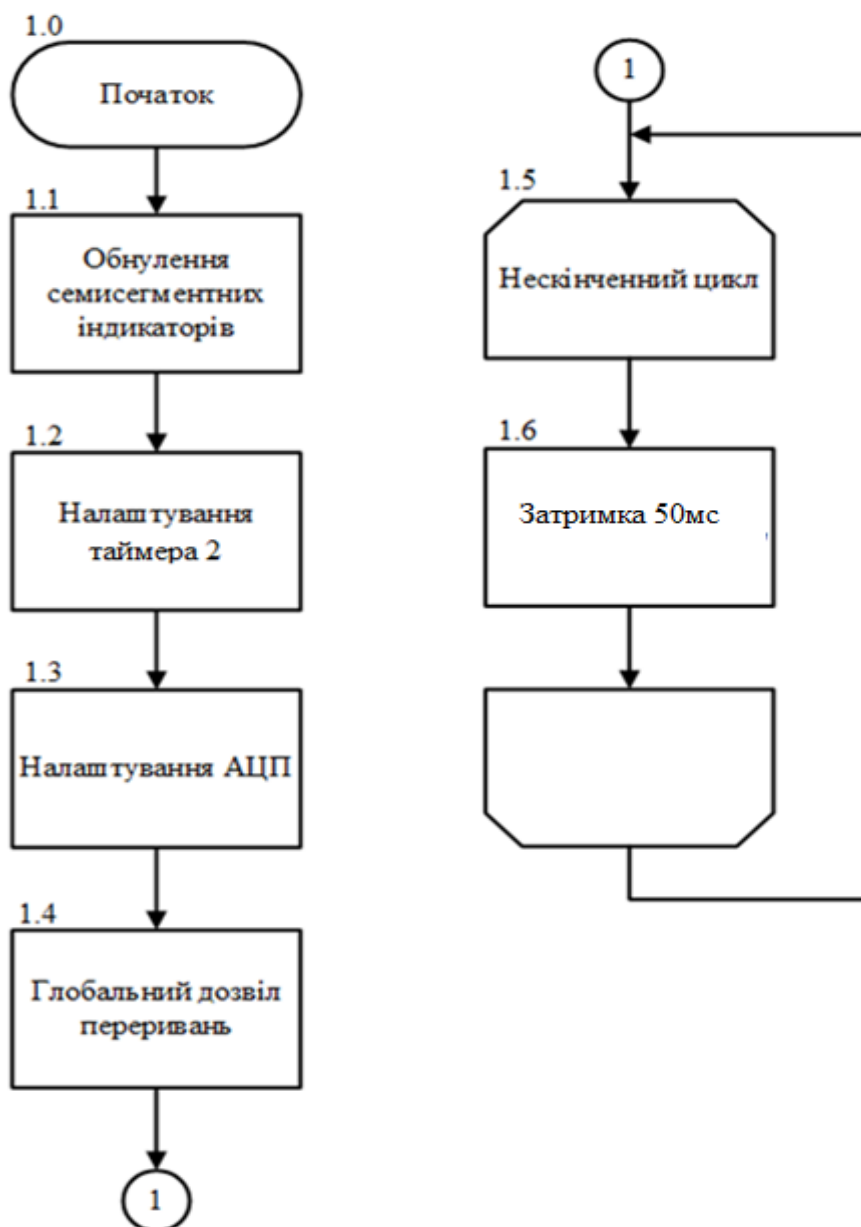 1.0
Початок
1.1
Обнулення
семисегментних
індикаторів
1.2
Налаштування
таймера 2
1.3
Налаштування АЦП
1.4
Глобальний дозвіл
переривань
1
1
1.5
Нескінченний цикл
1.6
Затримка 50мс